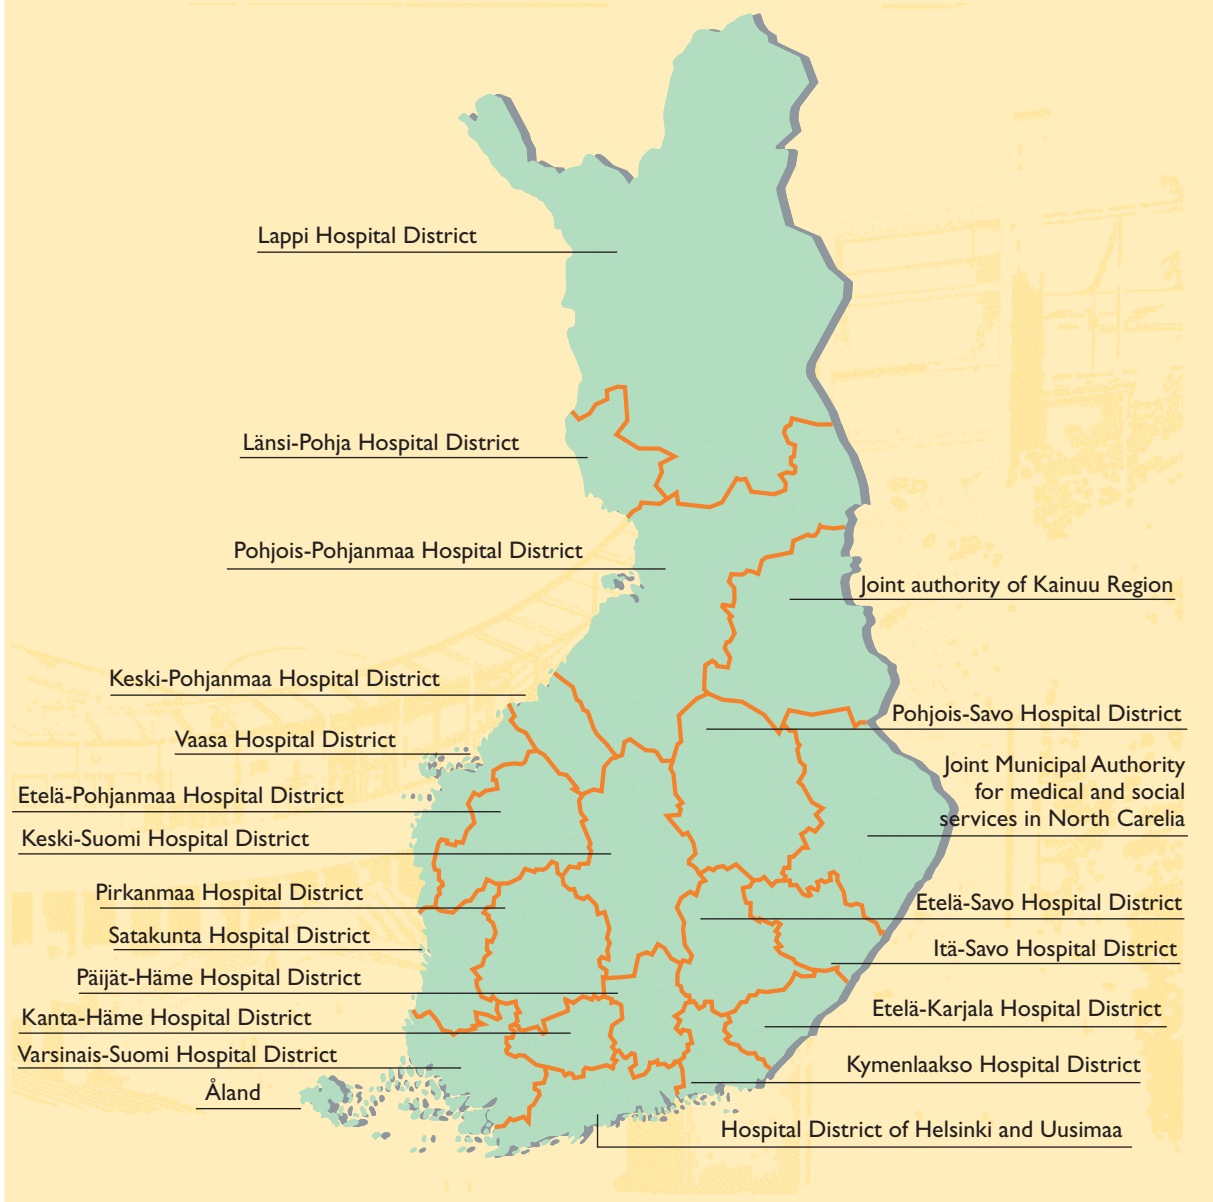 Lappi Hospital District
Länsi-Pohja Hospital District
Pohjois-Pohjanmaa Hospital District
Joint authority of Kainuu Region
Keski-Pohjanmaa Hospital District
Pohjois-Savo Hospital District
Vaasa Hospital District
Joint Municipal Authority
for medical and social
services in North Carelia
Etelä-Pohjanmaa Hospital District
Keski-Suomi Hospital District
Pirkanmaa Hospital District
Etelä-Savo Hospital District
Satakunta Hospital District
Itä-Savo Hospital District
Päijät-Häme Hospital District
Etelä-Karjala Hospital District
Kanta-Häme Hospital District
Varsinais-Suomi Hospital District
Kymenlaakso Hospital District
Åland
Hospital District of Helsinki and Uusimaa